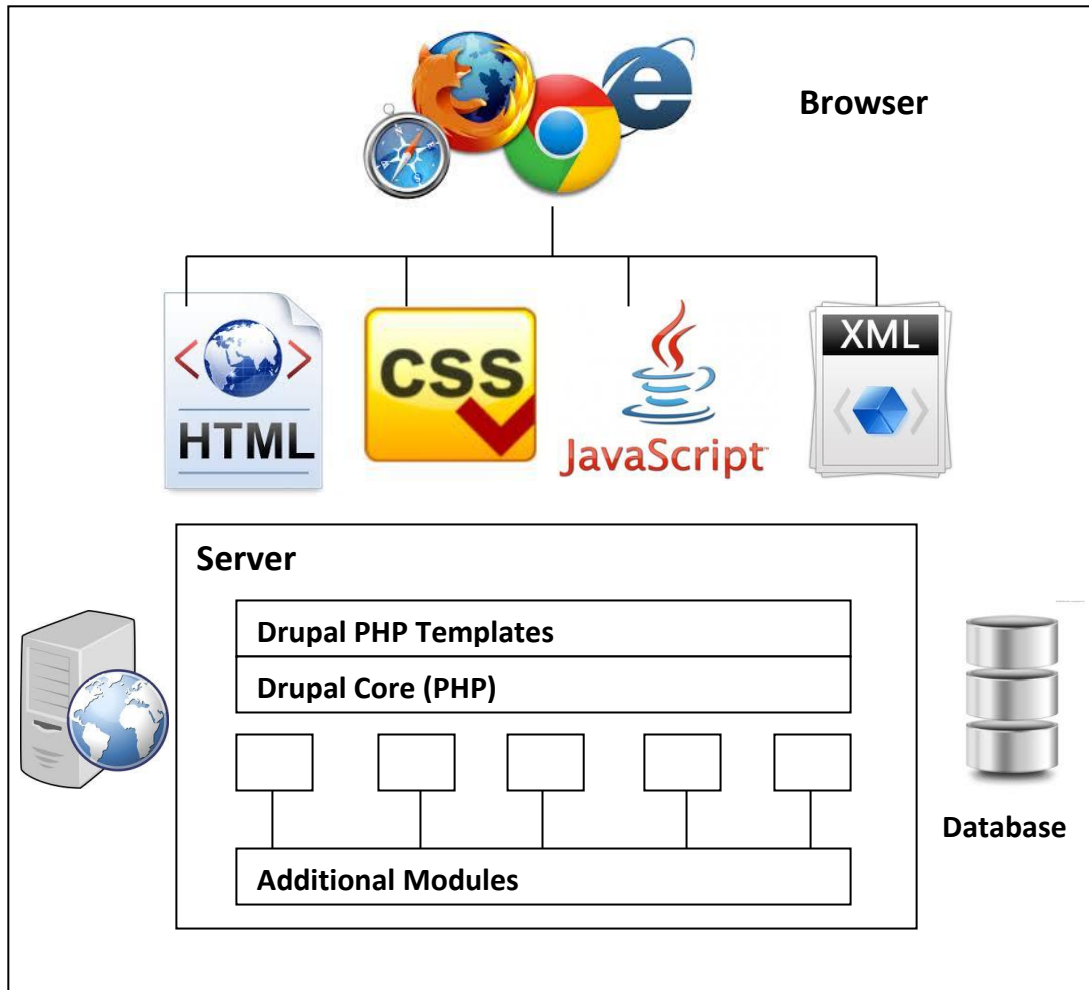 Browser
HTML
CSS
JavaScript
XML
Server
Drupal PHP Templates
Drupal Core (PHP)
Database
Additional Modules